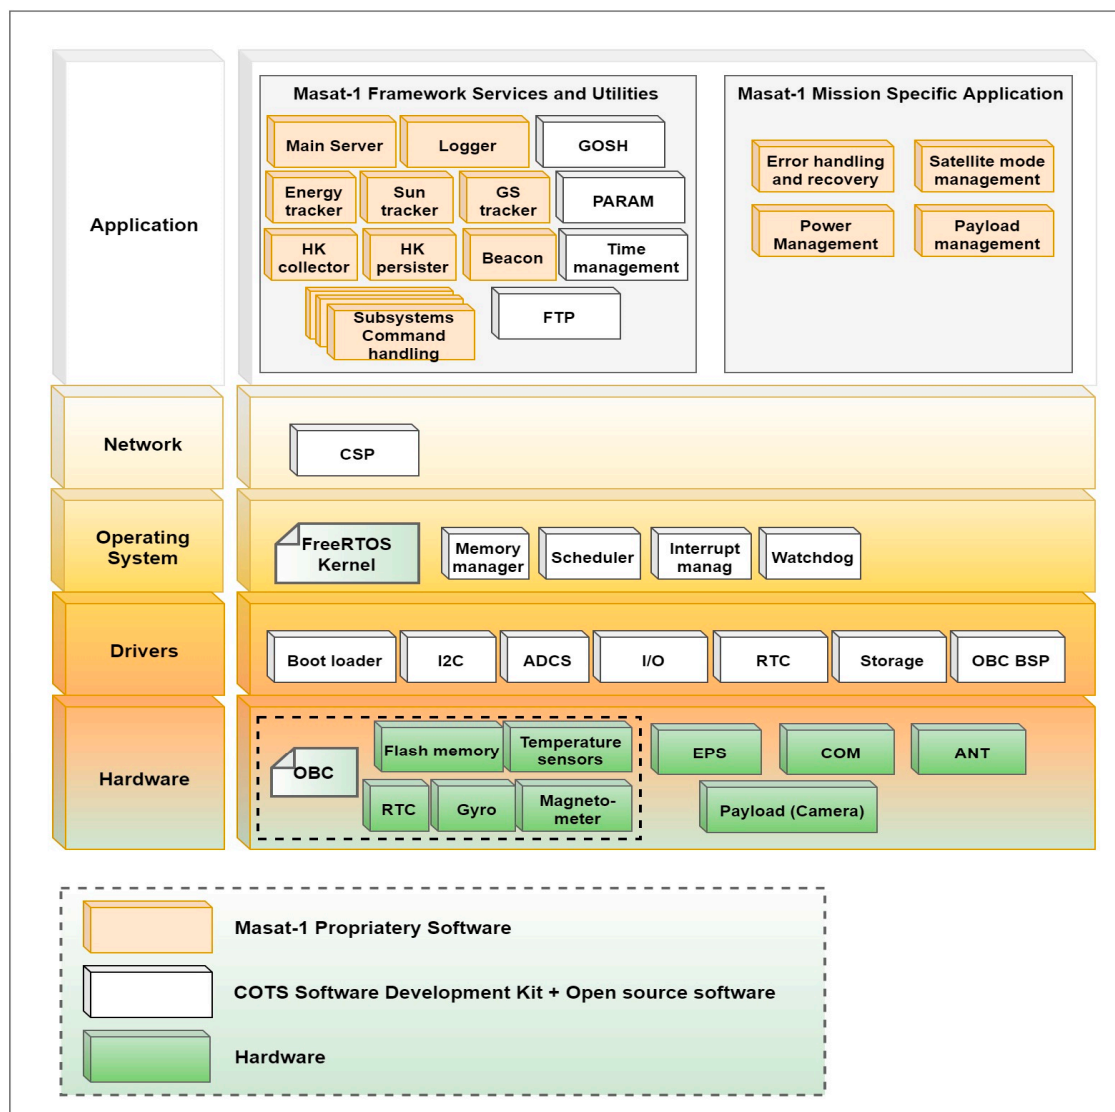 Application
Masat-1 Framework Services and Utilities
Main Server
Logger
GOSH
Energy
tracker
Sun
tracker
GS
tracker
PARAM
HK
collector
HK
persister
Beacon
Time
management
Subsystems
Command
handling
FTP
Masat-1 Mission Specific Application
Error handling
and recovery
Satellite mode
management
Power
Management
Payload
management
Network
CSP
Operating
System
FreeRTOS
Kernel
Memory
manager
Scheduler
Interrupt
manag
Watchdog
Drivers
Boot loader
I2C
ADCS
I/O
RTC
Storage
OBC BSP
Hardware
OBC
Flash memory
Temperature
sensors
RTC
Gyro
Magneto-
meter
EPS
COM
ANT
Payload (Camera)
Masat-1 Propriatery Software
COTS Software Development Kit + Open source software
Hardware